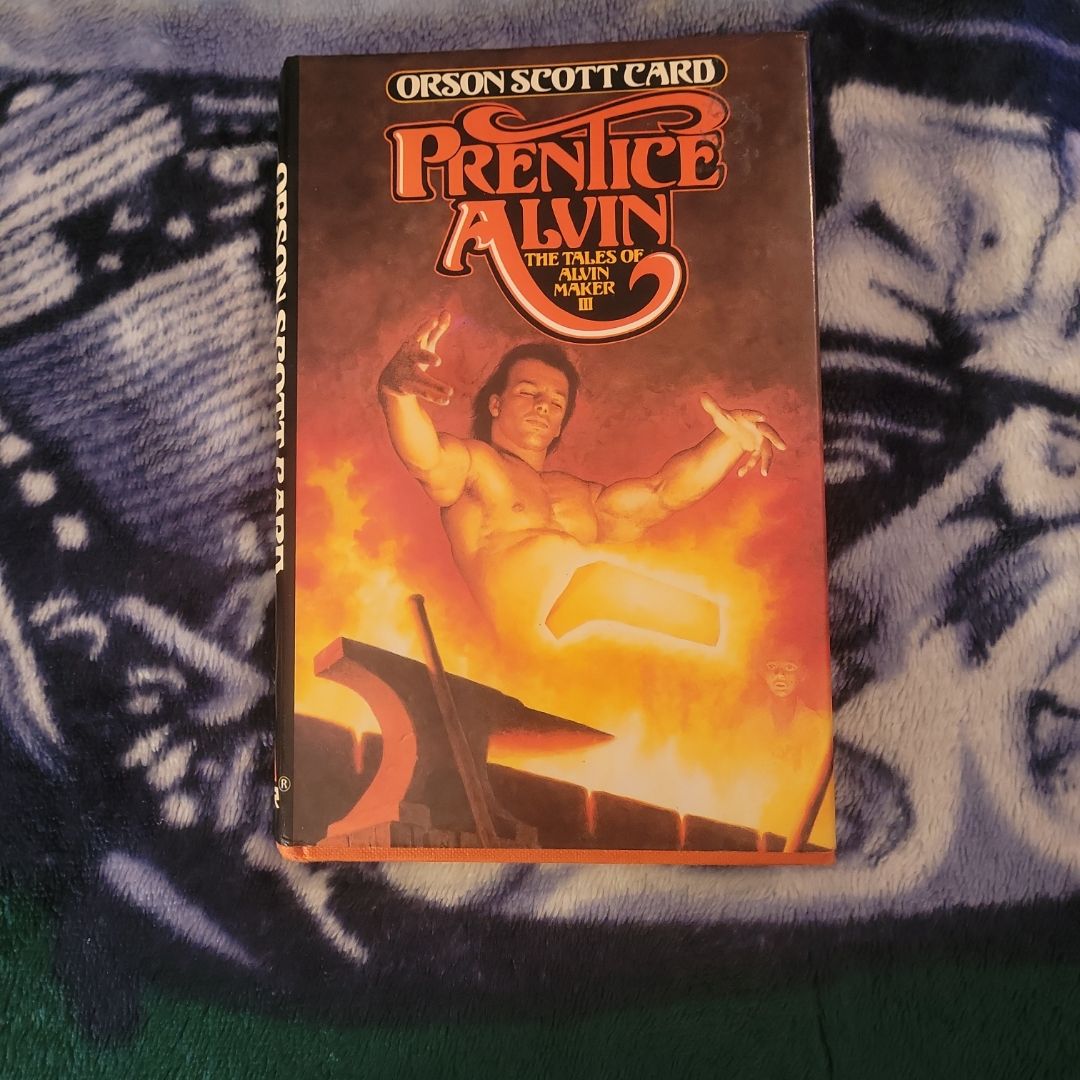 ORSON SCOTT CARD
PRENTICE
ALVIN
THE TALES OF
ALVIN
MAKER
III
ORSON SCOTT CARD
®